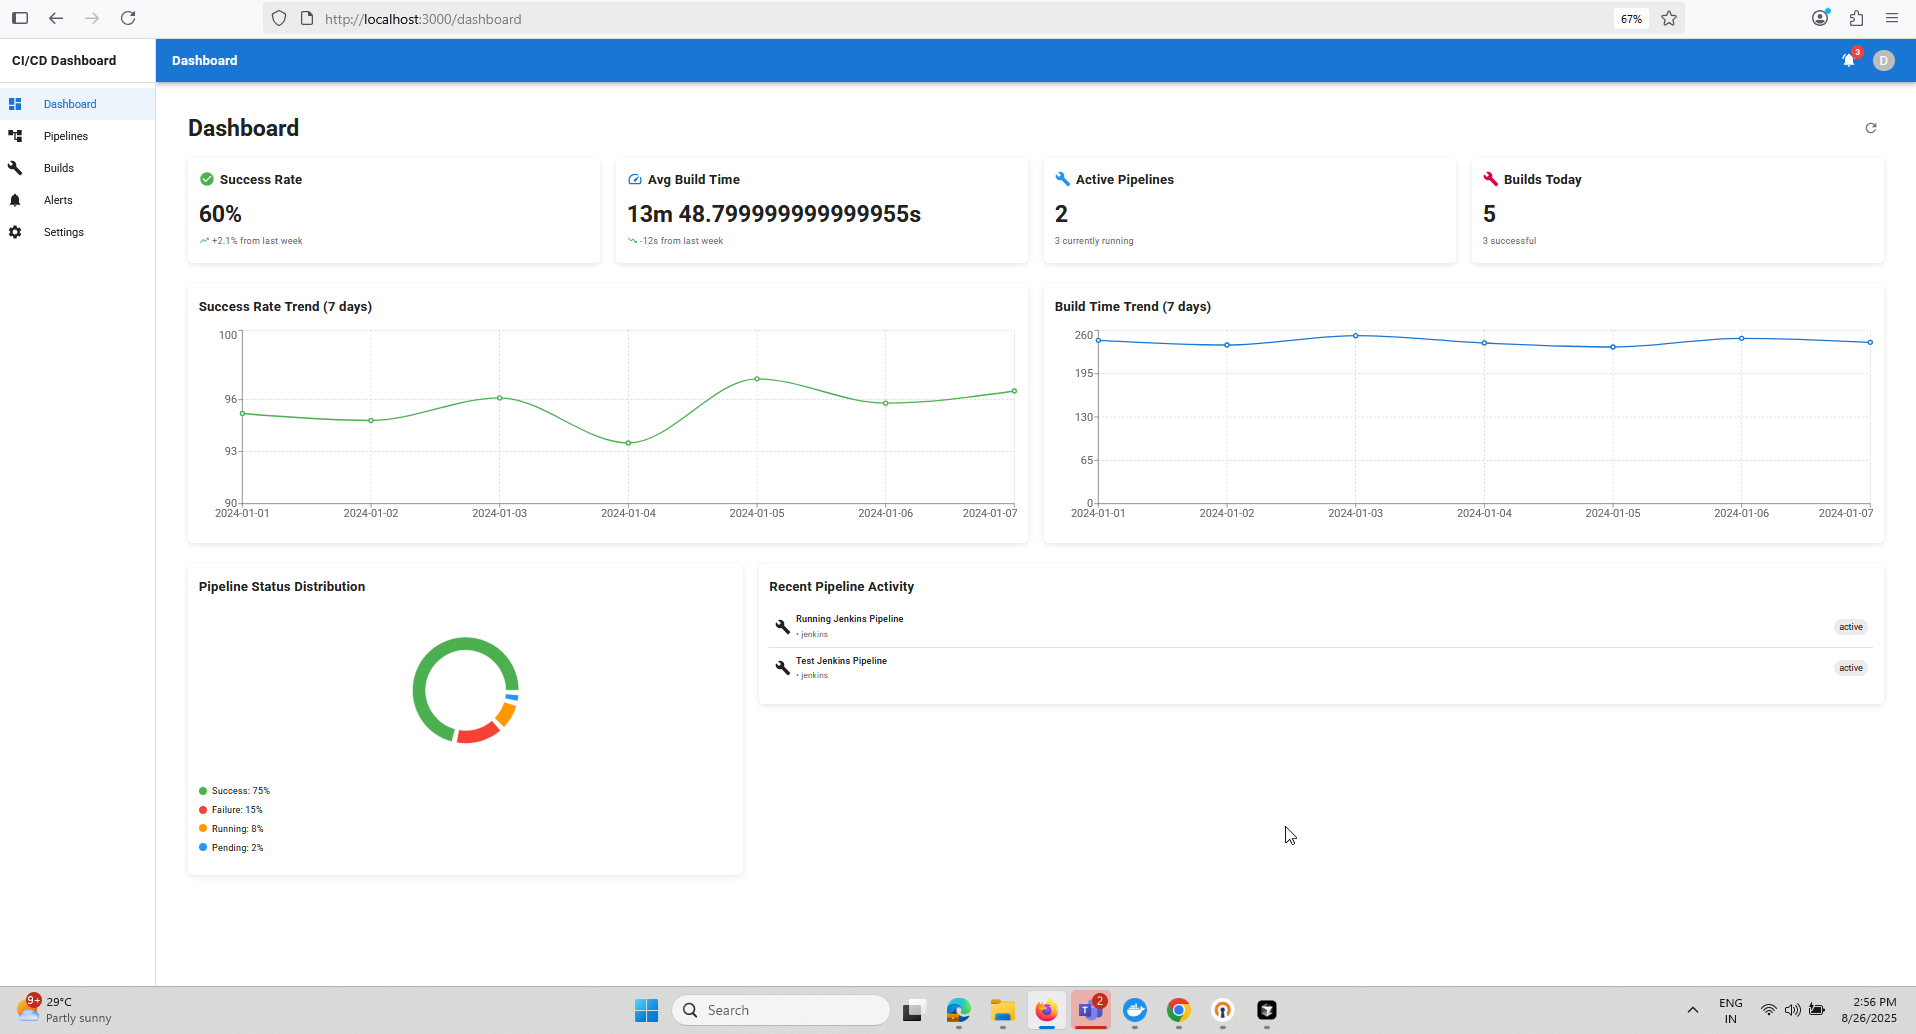 http://localhost:3000/dashboard
67%
CI/CD Dashboard
Dashboard
3
D
Dashboard
Pipelines
Builds
Alerts
Settings
Dashboard
Success Rate
60%
+2.1% from last week
Avg Build Time
13m 48.799999999999955s
-12s from last week
Active Pipelines
2
3 currently running
Builds Today
5
3 successful
Success Rate Trend (7 days)
100
96
93
90
2024-01-01 2024-01-02 2024-01-03 2024-01-04 2024-01-05 2024-01-06 2024-01-07
Build Time Trend (7 days)
260
195
130
65
0
2024-01-01 2024-01-02 2024-01-03 2024-01-04 2024-01-05 2024-01-06 2024-01-07
Pipeline Status Distribution
Success: 75%
Failure: 15%
Running: 8%
Pending: 2%
Recent Pipeline Activity
Running Jenkins Pipeline
• jenkins
active
Test Jenkins Pipeline
• jenkins
active
9+
29°C
Partly sunny
Search
2
ENG
IN
2:56 PM
8/26/2025